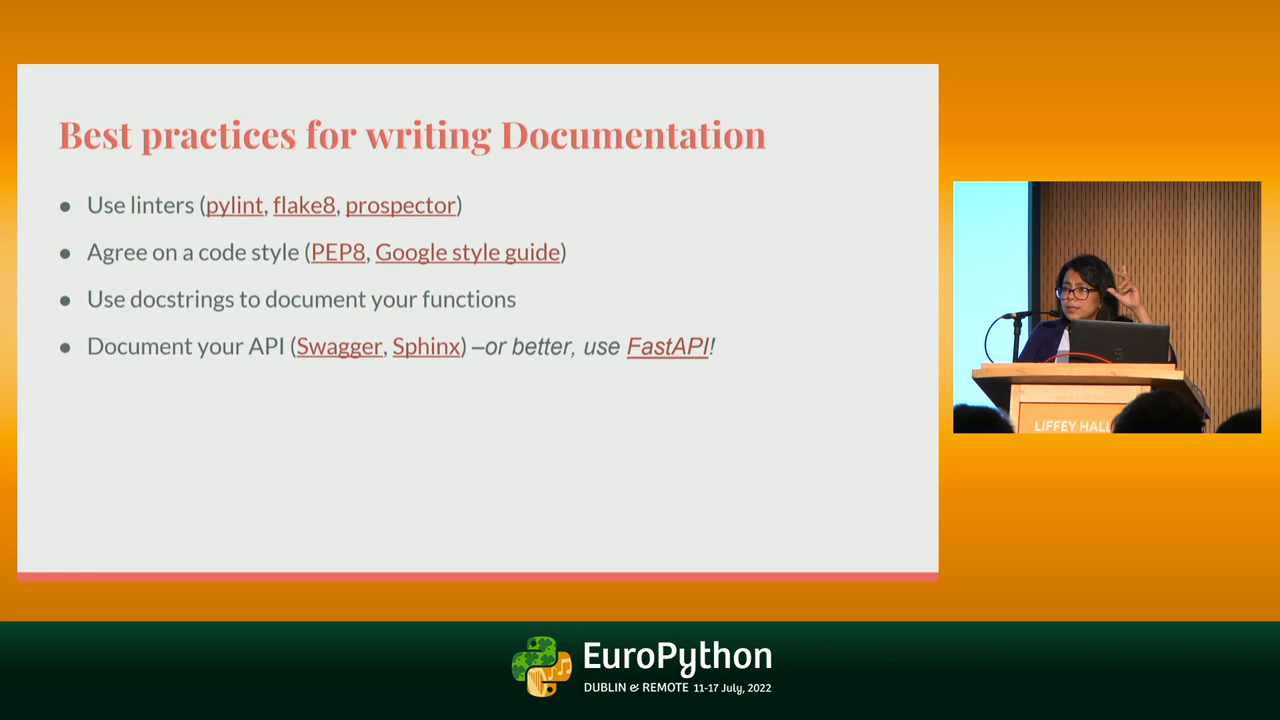 Best practices for writing Documentation
● Use linters (pylint, flake8, prospector)
● Agree on a code style (PEP8, Google style guide)
● Use docstrings to document your functions
● Document your API (Swagger, Sphinx) –or better, use FastAPI!
LIFFEY HALL
EuroPython
DUBLIN & REMOTE 11-17 July, 2022